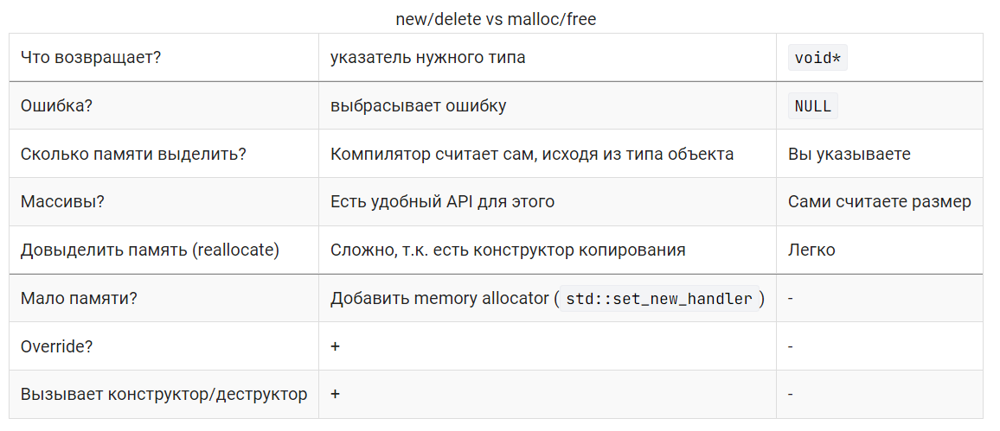 new/delete vs malloc/free
Что возвращает? указатель нужного типа void*
Ошибка? выбрасывает ошибку NULL
Сколько памяти выделить? Компилятор считает сам, исходя из типа объекта Вы указываете
Массивы? Есть удобный API для этого Сами считаете размер
Довыделить память (reallocate) Сложно, т.к. есть конструктор копирования Легко
Мало памяти? Добавить memory allocator (std::set_new_handler) -
Override? + -
Вызывает конструктор/деструктор + -